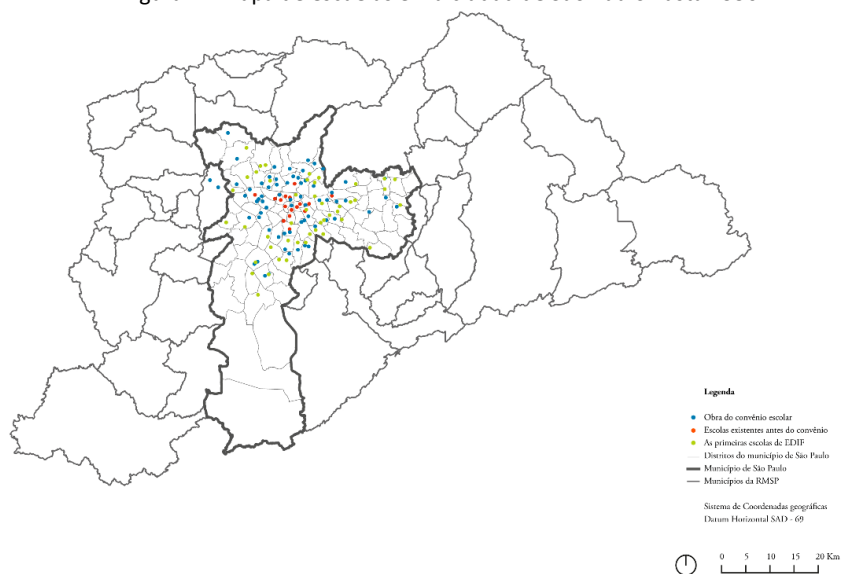 Legenda
Obra do convênio escolar
Escolas existentes antes do convênio
As primeiras escolas de EDIF
Distritos do município de São Paulo
Município de São Paulo
Municípios da RMSP
Sistema de Coordenadas geográficas
Datum Horizontal SAD - 69
0 5 10 15 20 Km